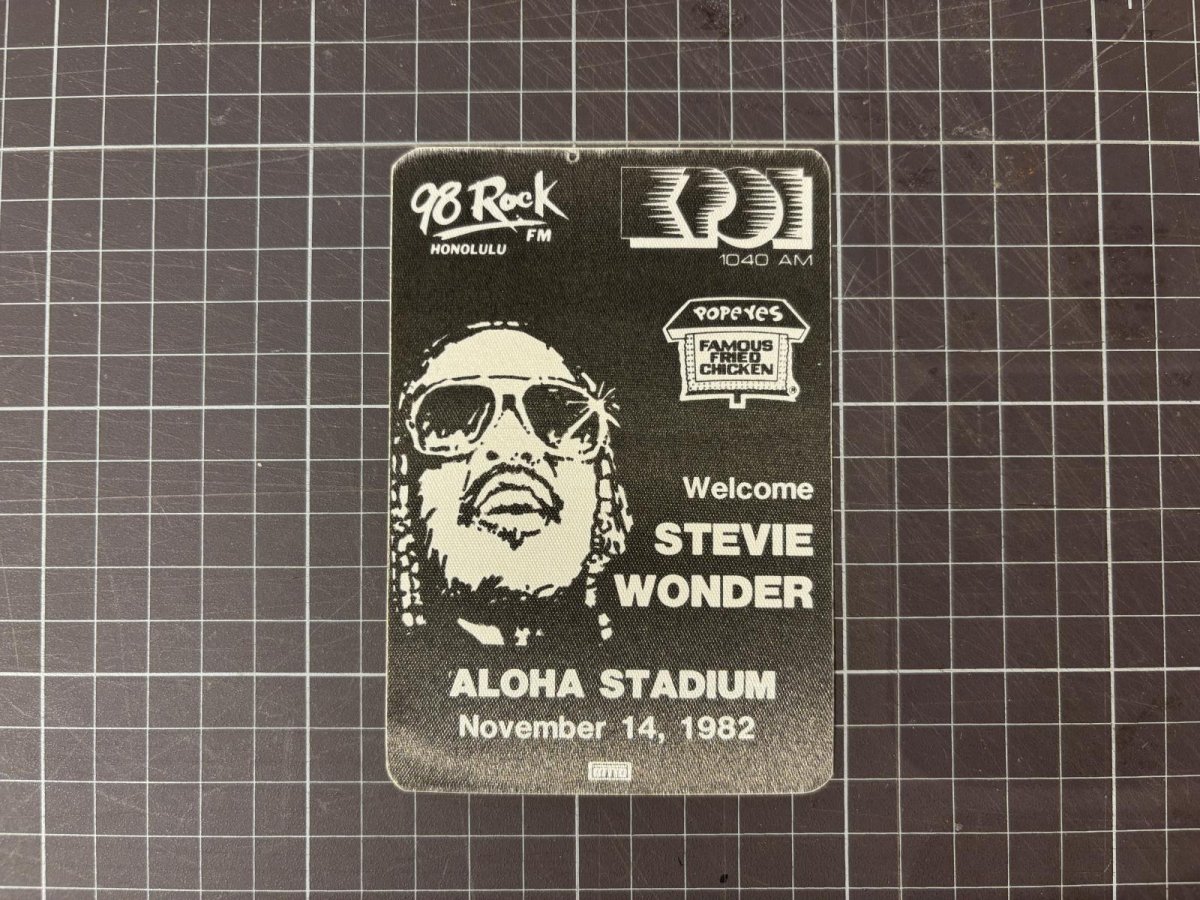 98 Rock
FM
HONOLULU
KPOI
1040 AM
POPEYES
FAMOUS
FRIED
CHICKEN
®
Welcome
STEVIE
WONDER
ALOHA STADIUM
November 14, 1982
OTTO